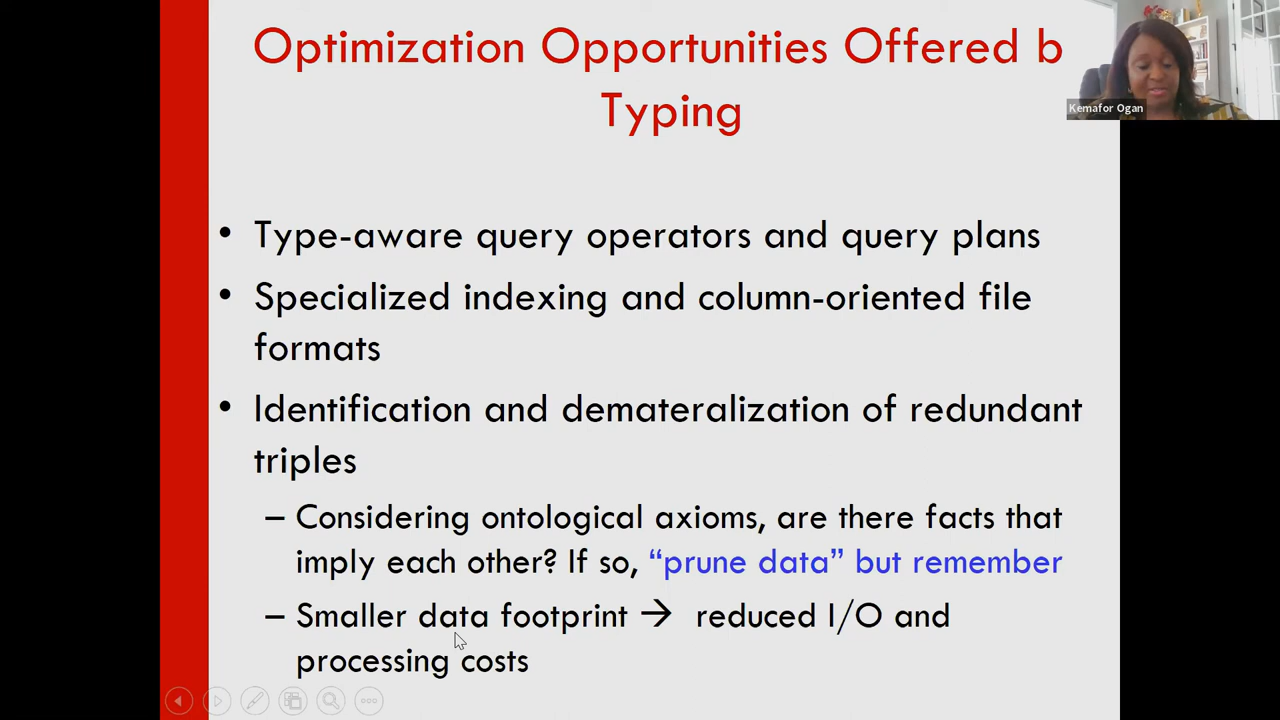 Optimization Opportunities Offered b
Typing
Kemafor Ogan
• Type-aware query operators and query plans
• Specialized indexing and column-oriented file
formats
• Identification and demateralization of redundant
triples
– Considering ontological axioms, are there facts that
imply each other? If so, “prune data” but remember
– Smaller data footprint → reduced I/O and
processing costs